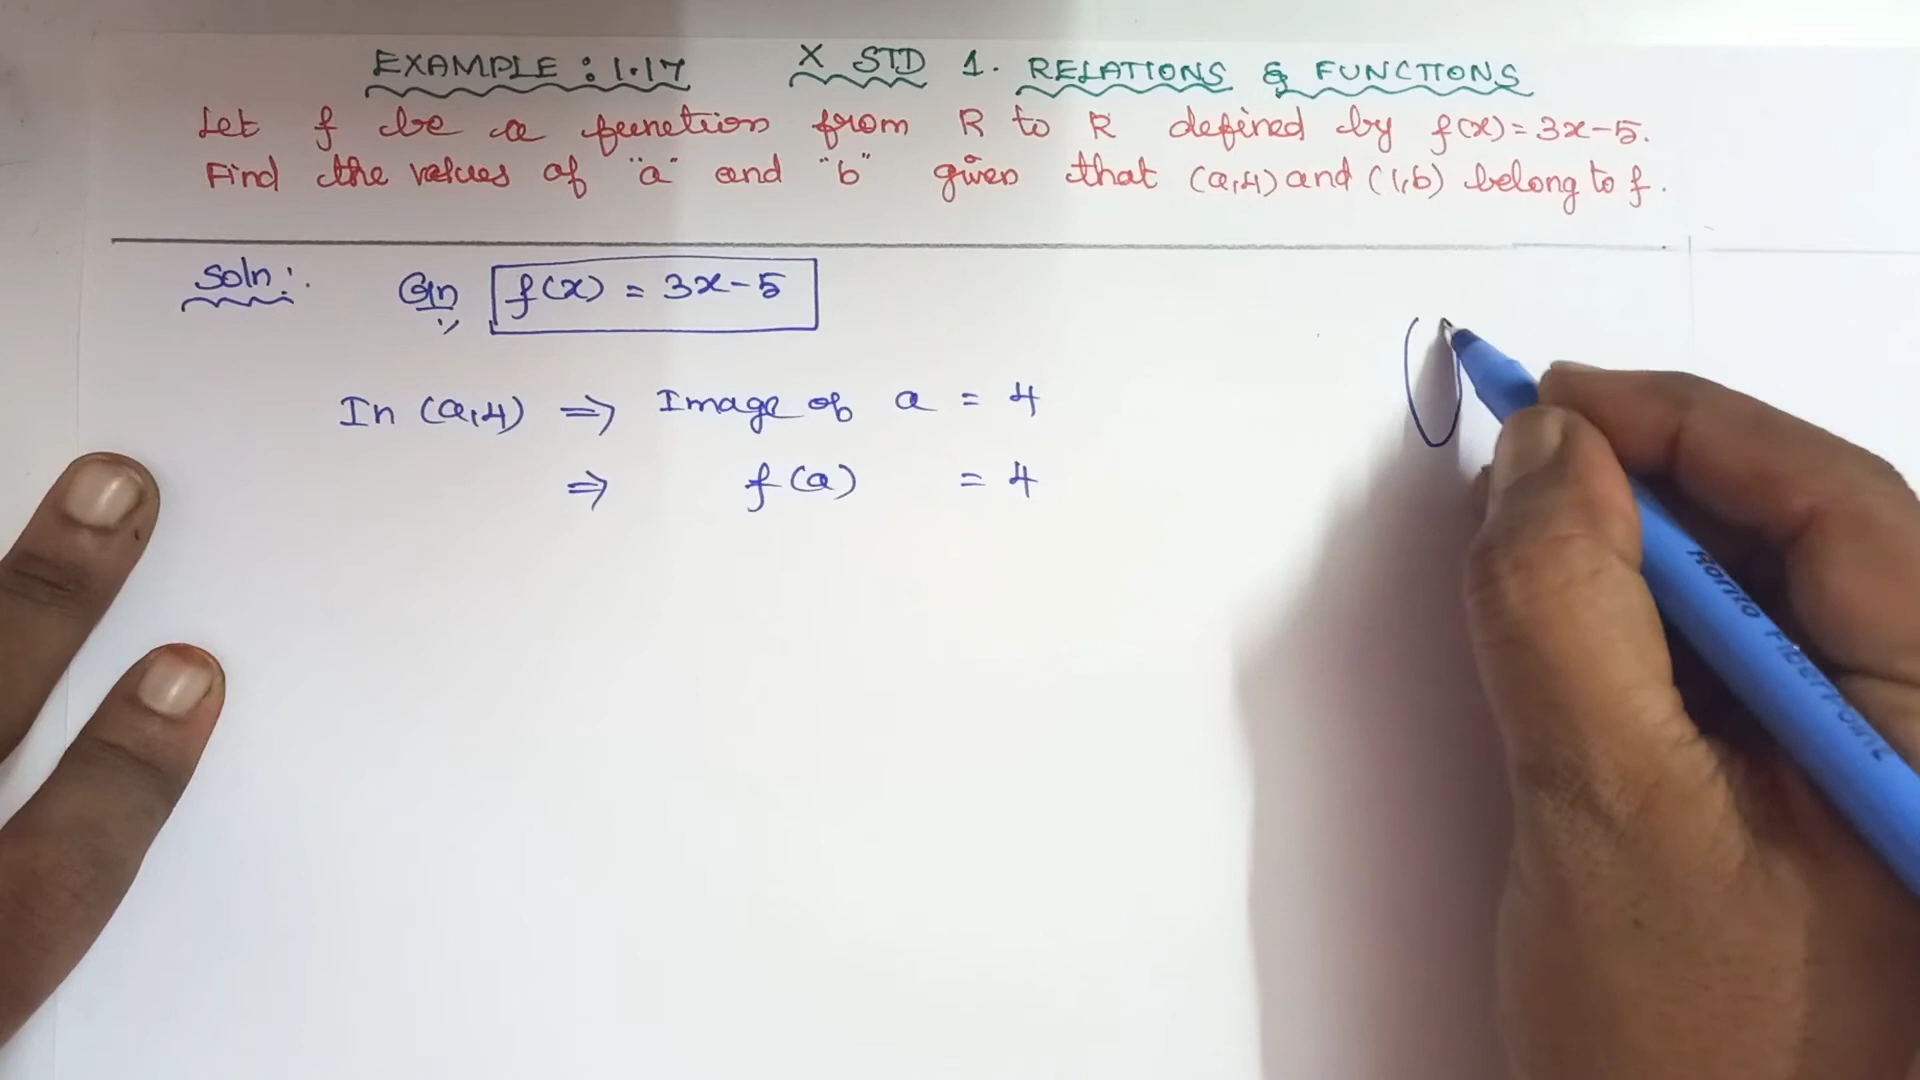 EXAMPLE : 1.17 X STD 1. RELATIONS & FUNCTIONS
Let f be a function from R to R defined by f(x) = 3x-5.
Find the values of "a" and "b" given that (a,4) and (1,b) belong to f.
Soln: Gn f(x) = 3x-5
In (a,4) ⇒ Image of a = 4
⇒ f(a) = 4
Rorito Fiberpoint